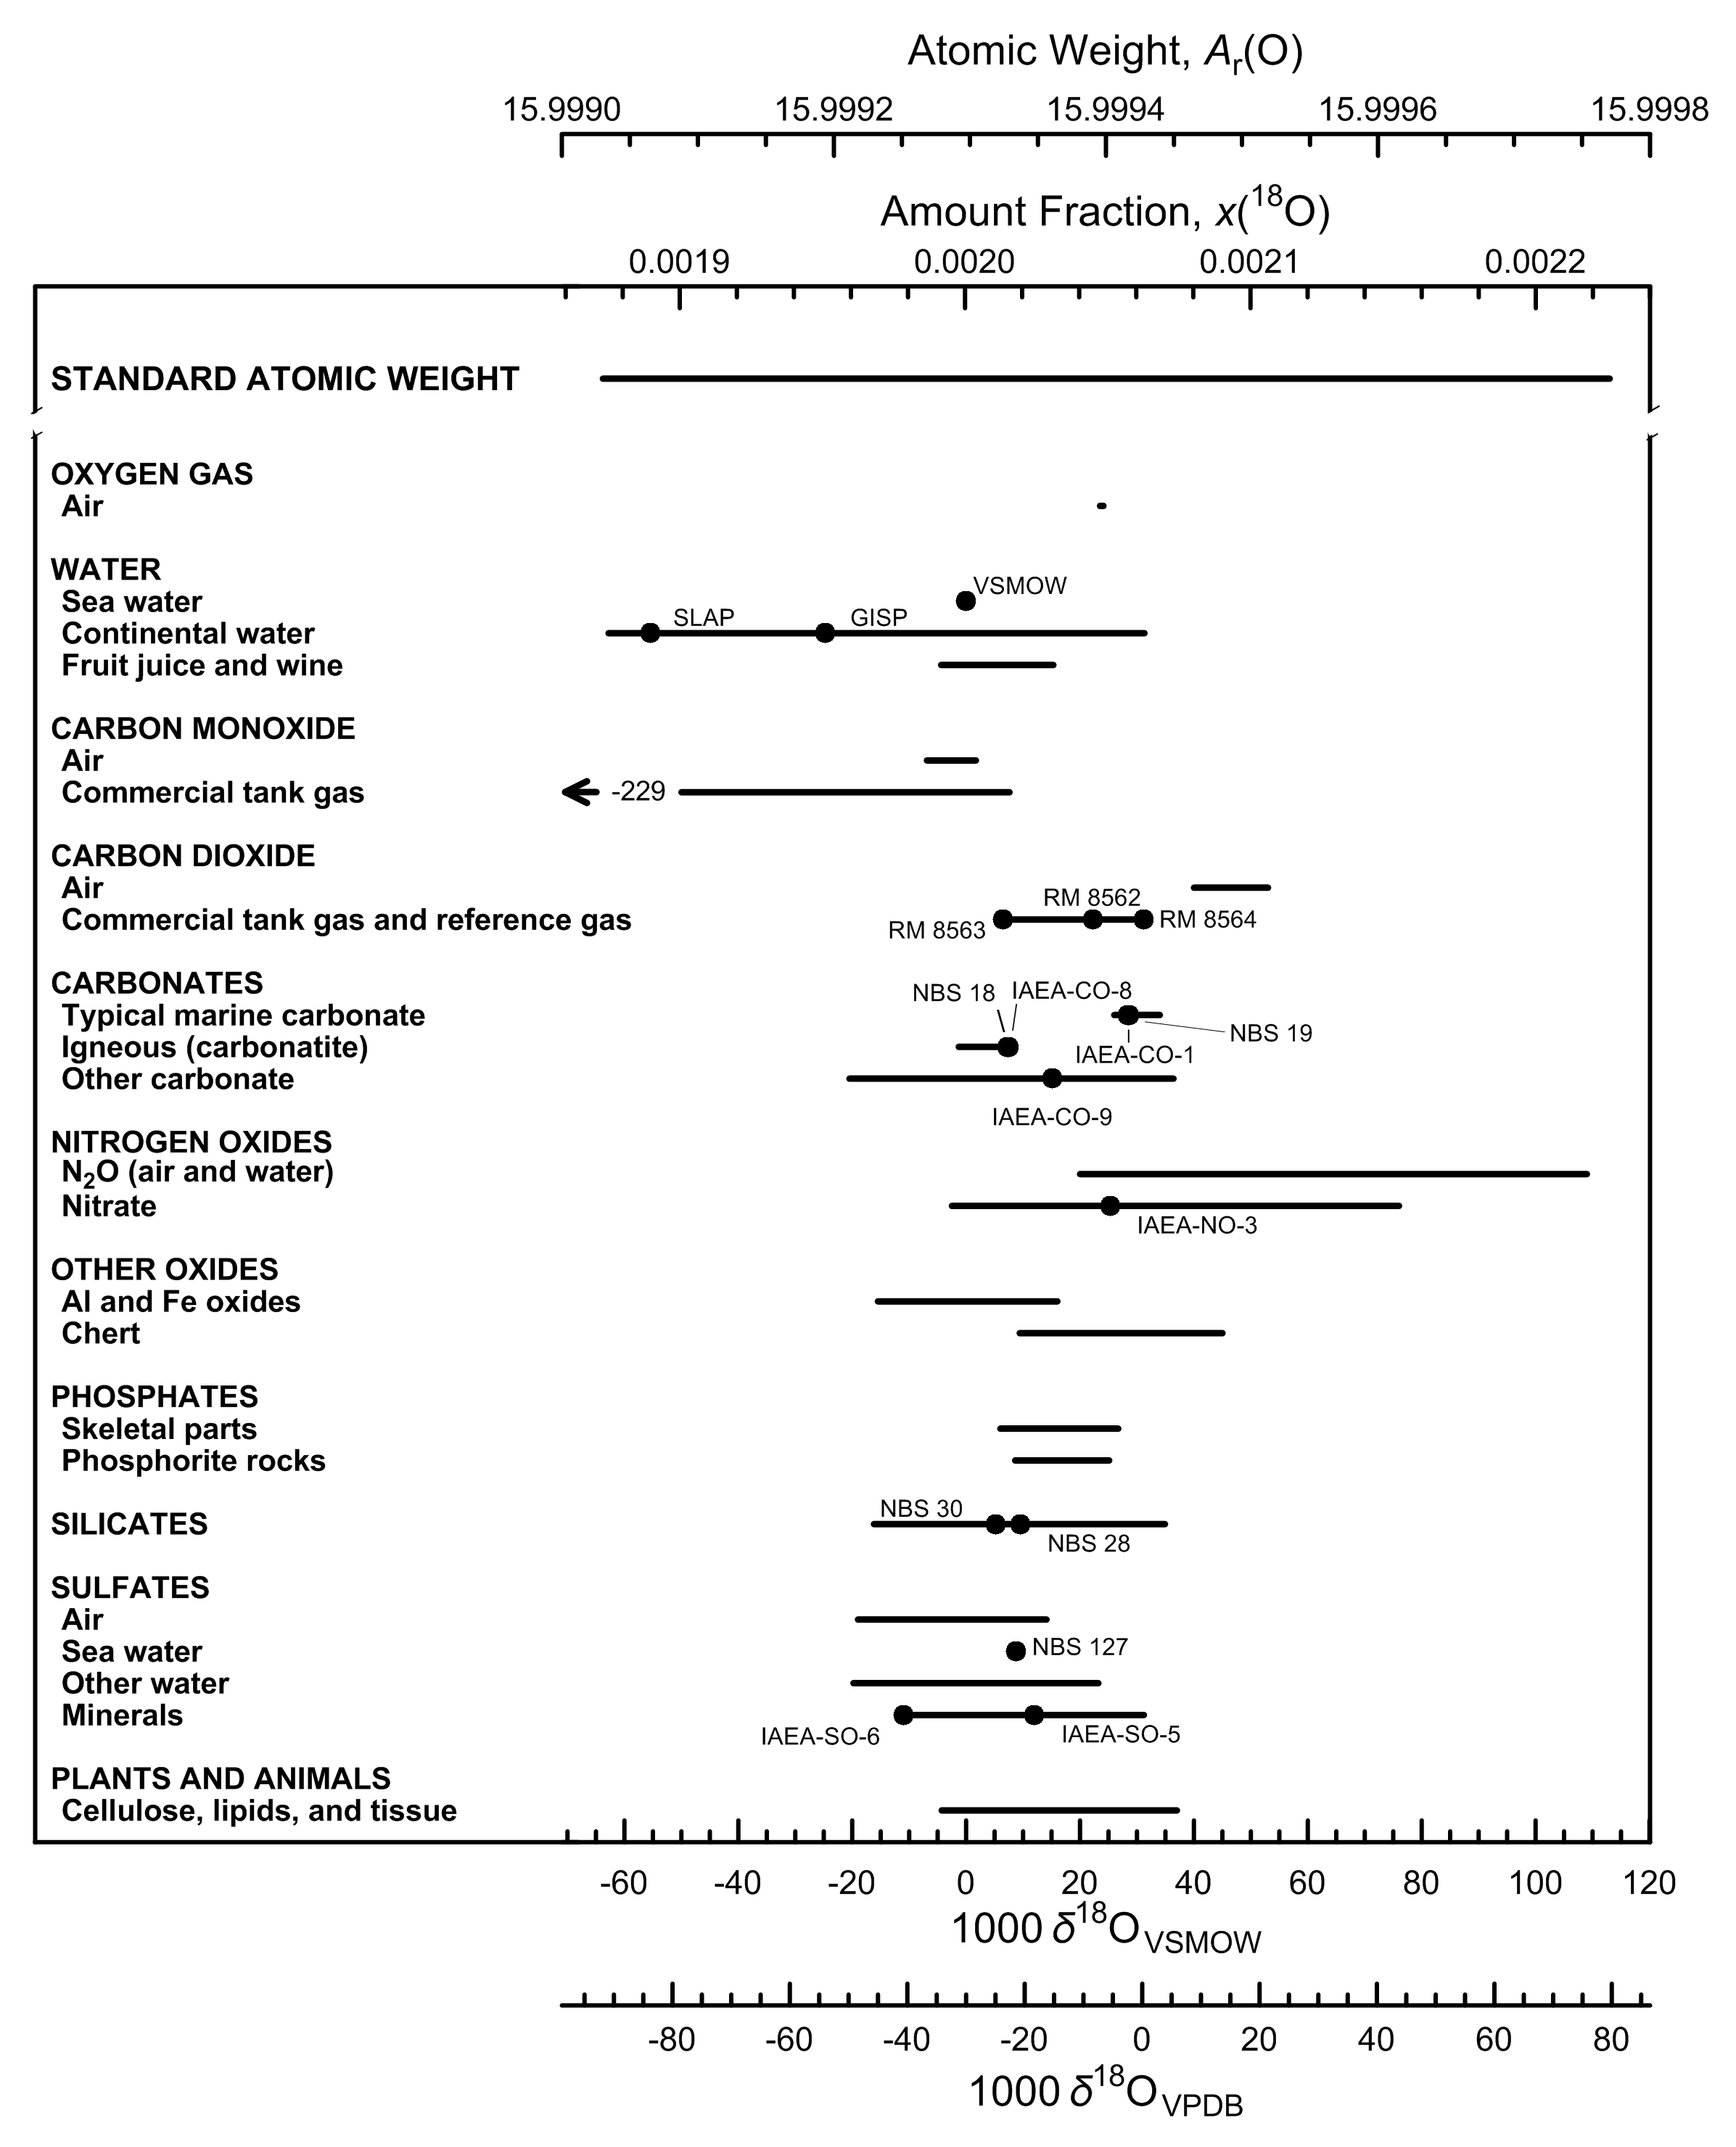 Atomic Weight, Ar(O)
15.9990 15.9992 15.9994 15.9996 15.9998
Amount Fraction, x(18O)
0.0019 0.0020 0.0021 0.0022
STANDARD ATOMIC WEIGHT
OXYGEN GAS
Air
WATER
Sea water VSMOW
Continental water SLAP GISP
Fruit juice and wine
CARBON MONOXIDE
Air
Commercial tank gas -229
CARBON DIOXIDE
Air
RM 8562
Commercial tank gas and reference gas RM 8563 RM 8564
CARBONATES
NBS 18 IAEA-CO-8
Typical marine carbonate NBS 19
Igneous (carbonatite) IAEA-CO-1
Other carbonate
IAEA-CO-9
NITROGEN OXIDES
N2O (air and water)
Nitrate IAEA-NO-3
OTHER OXIDES
Al and Fe oxides
Chert
PHOSPHATES
Skeletal parts
Phosphorite rocks
SILICATES NBS 30 NBS 28
SULFATES
Air
Sea water NBS 127
Other water
Minerals IAEA-SO-6 IAEA-SO-5
PLANTS AND ANIMALS
Cellulose, lipids, and tissue
-60 -40 -20 0 20 40 60 80 100 120
1000 δ18OVSMOW
-80 -60 -40 -20 0 20 40 60 80
1000 δ18OVPDB